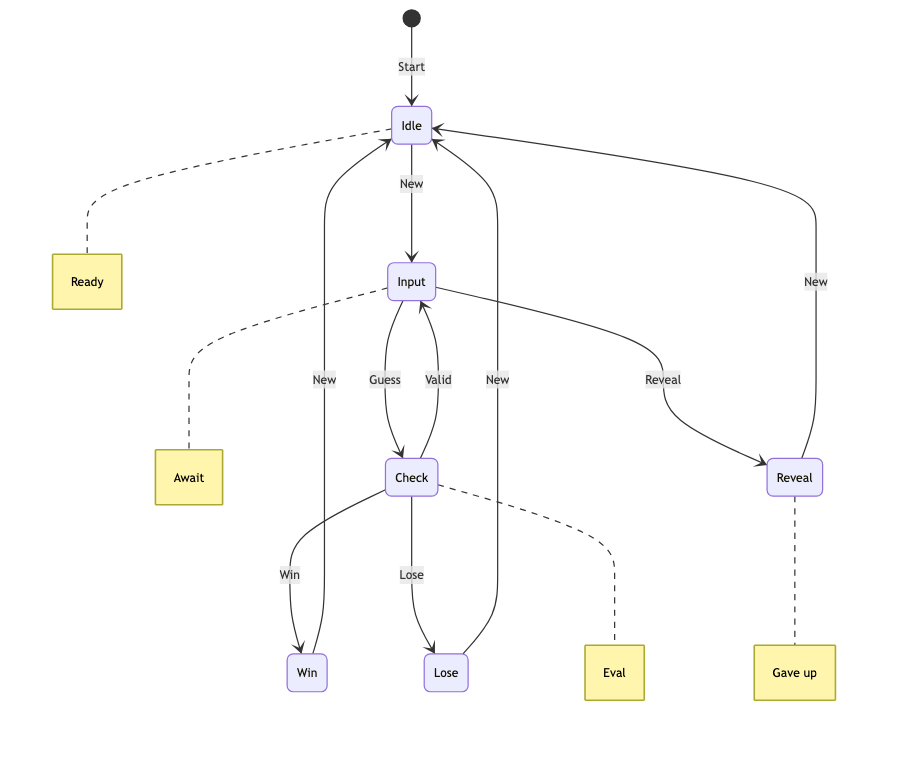 Start
Idle
New
Ready
Input
New
Guess
Valid
New
New
Reveal
Await
Check
Reveal
Win
Lose
Win
Lose
Eval
Gave up